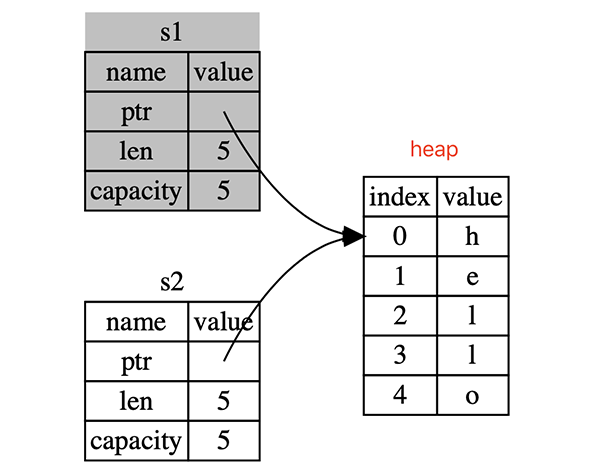 s1
name value
ptr
len 5
capacity 5
heap
index value
0 h
1 e
2 l
3 l
4 o
s2
name value
ptr
len 5
capacity 5